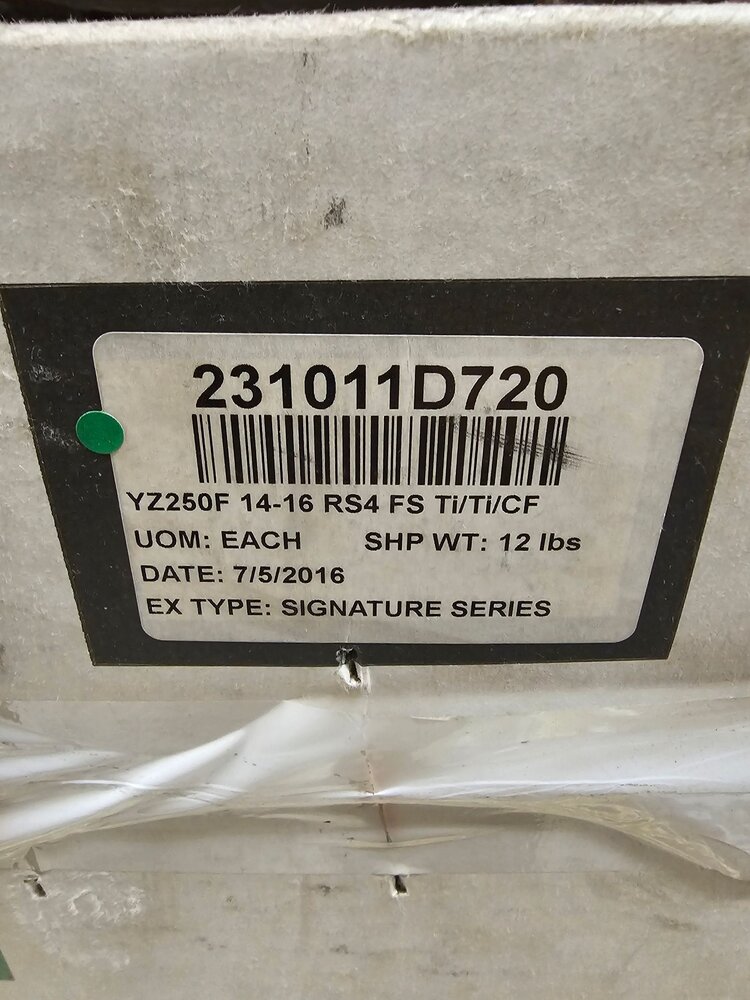 231011D720
YZ250F 14-16 RS4 FS Ti/Ti/CF
UOM: EACH SHP WT: 12 lbs
DATE: 7/5/2016
EX TYPE: SIGNATURE SERIES